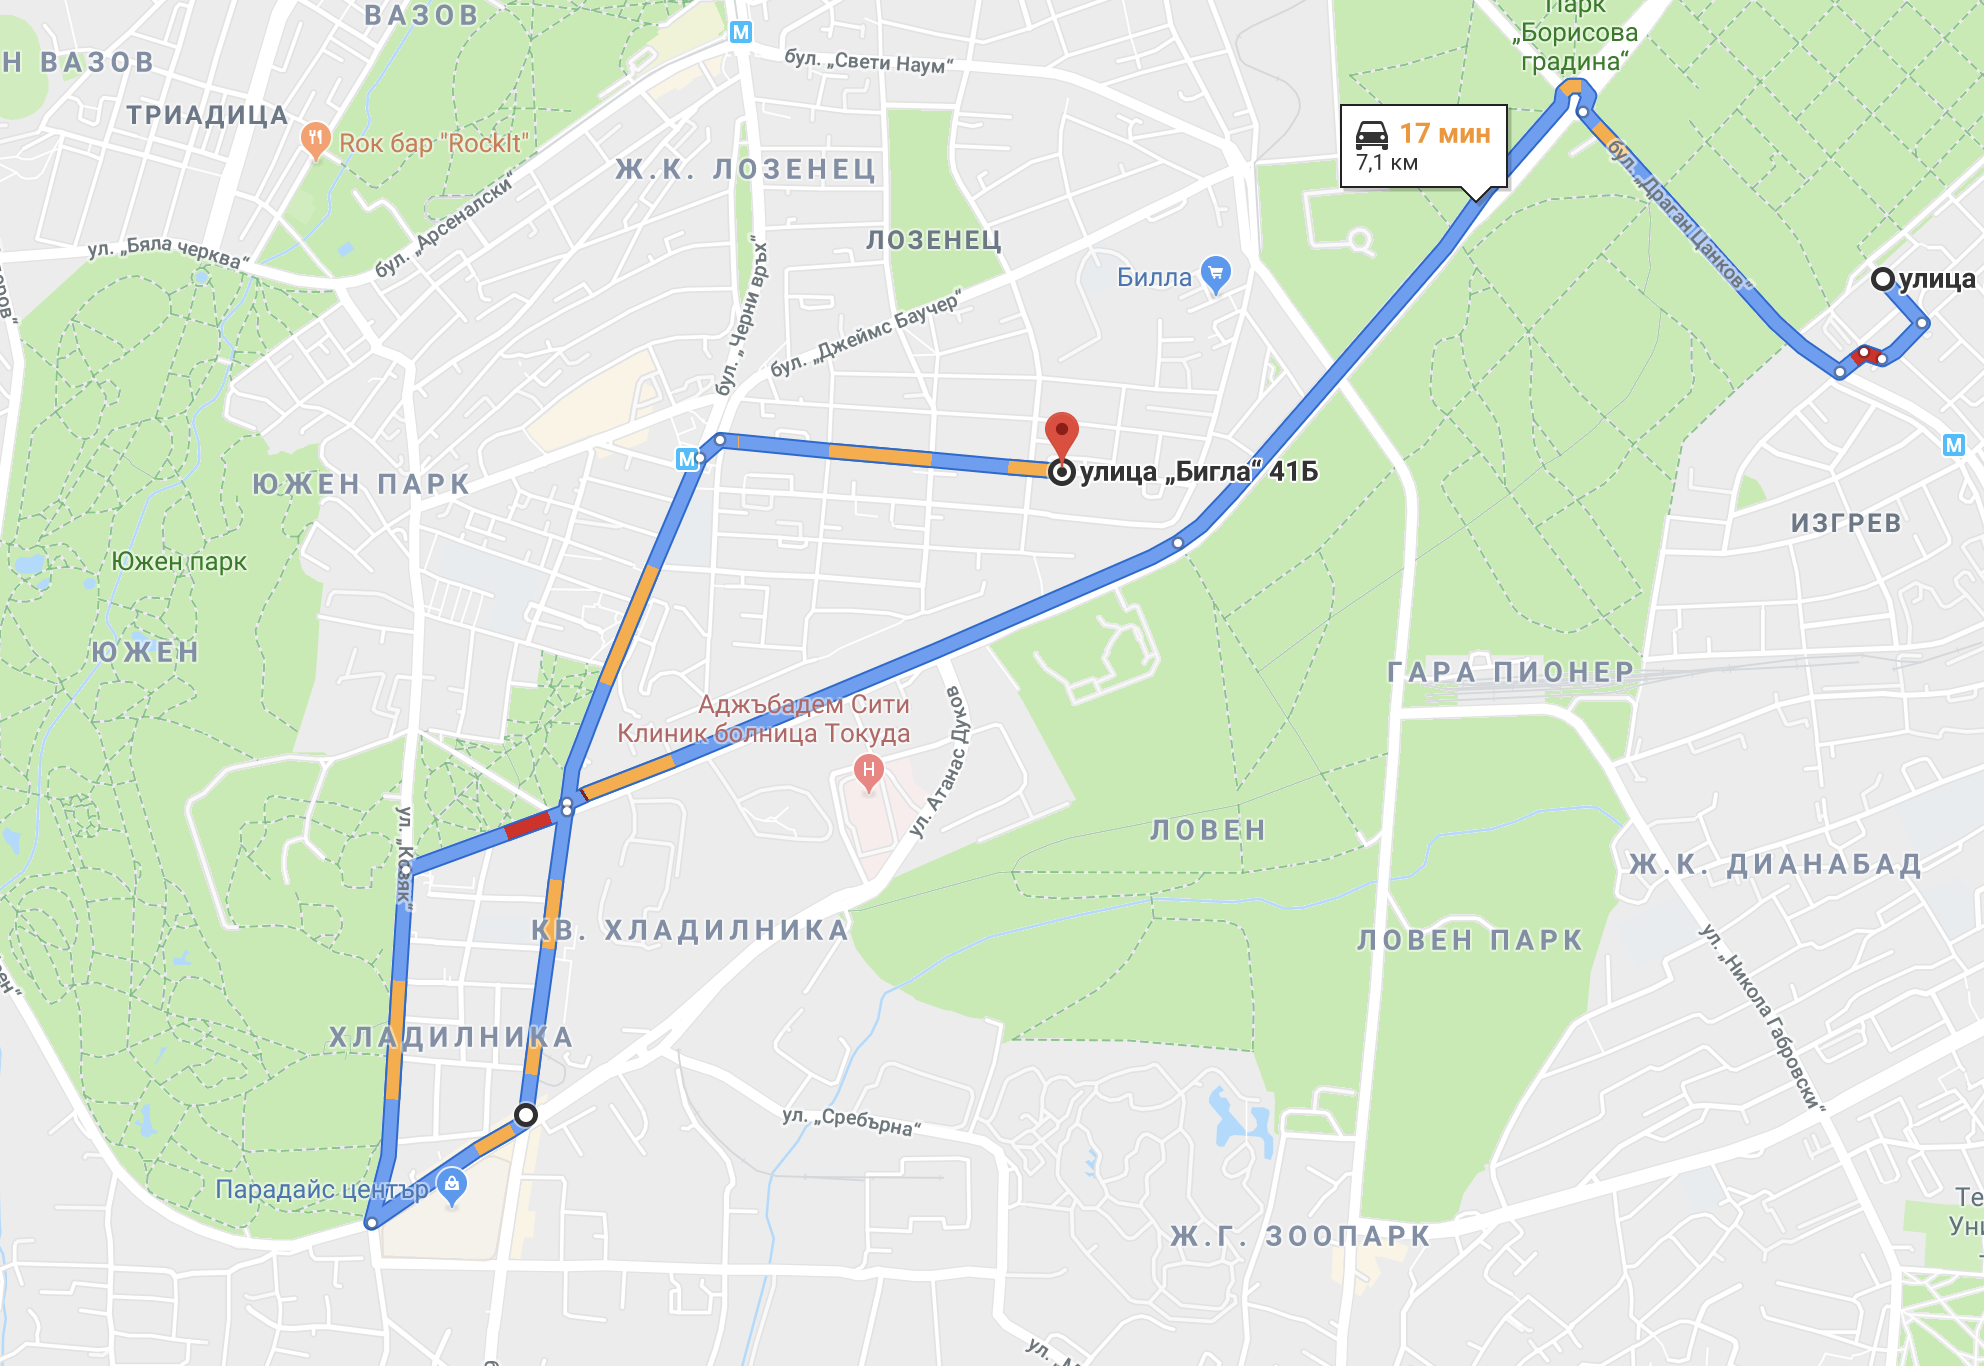 ВАЗОВ
Н ВАЗОВ
ТРИАДИЦА
Rок бар "RockIt"
бул. „Свети Наум“
Парк
„Борисова
градина“
17 мин
7,1 км
Ж.К. ЛОЗЕНЕЦ
бул. „Арсеналски“
ул. „Бяла черква“
ЛОЗЕНЕЦ
Билла
бул. „Драган Цанков“
улица
бул. „Черни връх“
бул. „Джеймс Баучер“
M
M
M
улица „Бигла“ 41Б
ЮЖЕН ПАРК
ИЗГРЕВ
Южен парк
ЮЖЕН
ГАРА ПИОНЕР
Аджъбадем Сити
Клиник болница Токуда
H
ул. „Атанас Дуков
ул. „Козяк“
ЛОВЕН
Ж.К. ДИАНАБАД
КВ. ХЛАДИЛНИКА
ЛОВЕН ПАРК
ул. „Никола Габровски“
ХЛАДИЛНИКА
ул. „Сребърна“
Парадайс център
Ж.Г. ЗООПАРК
Те
Уни
ул. „М